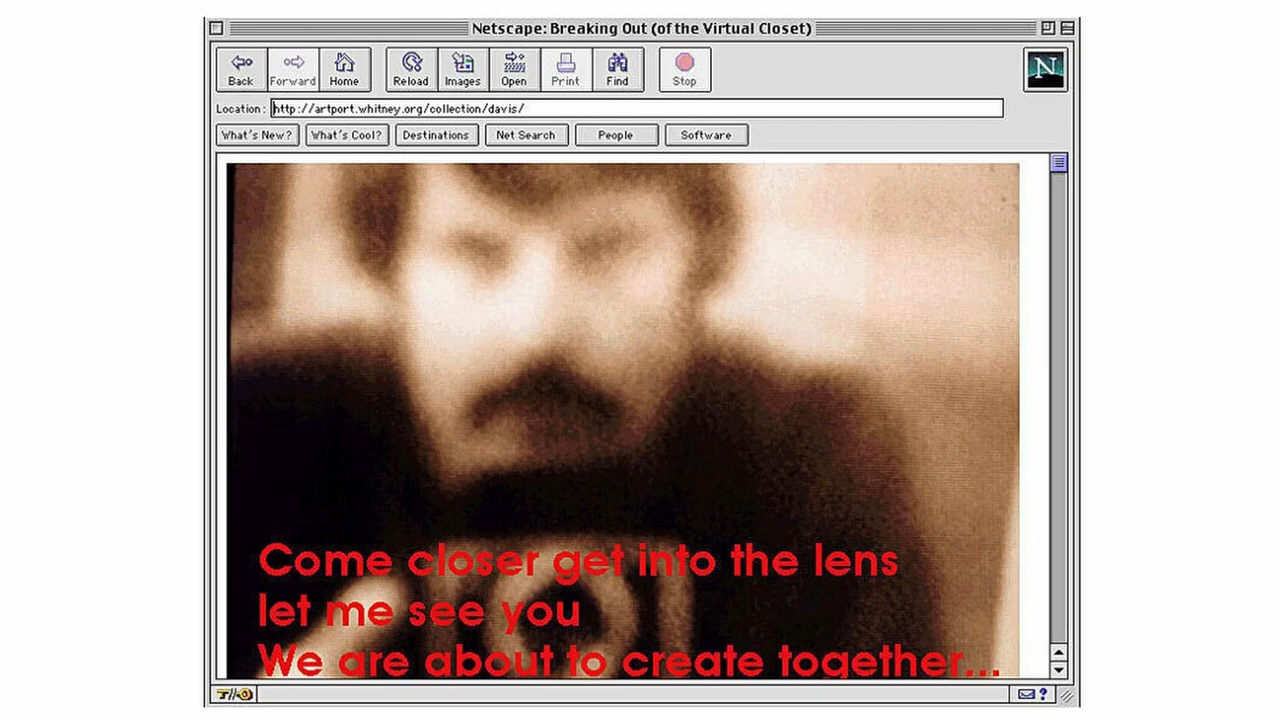 Netscape: Breaking Out (of the Virtual Closet)
Back Forward Home Reload Images Open Print Find Stop
N
Location: http://artport.whitney.org/collection/davis/
What's New? What's Cool? Destinations Net Search People Software
Come closer get into the lens
let me see you
We are about to create together...
?